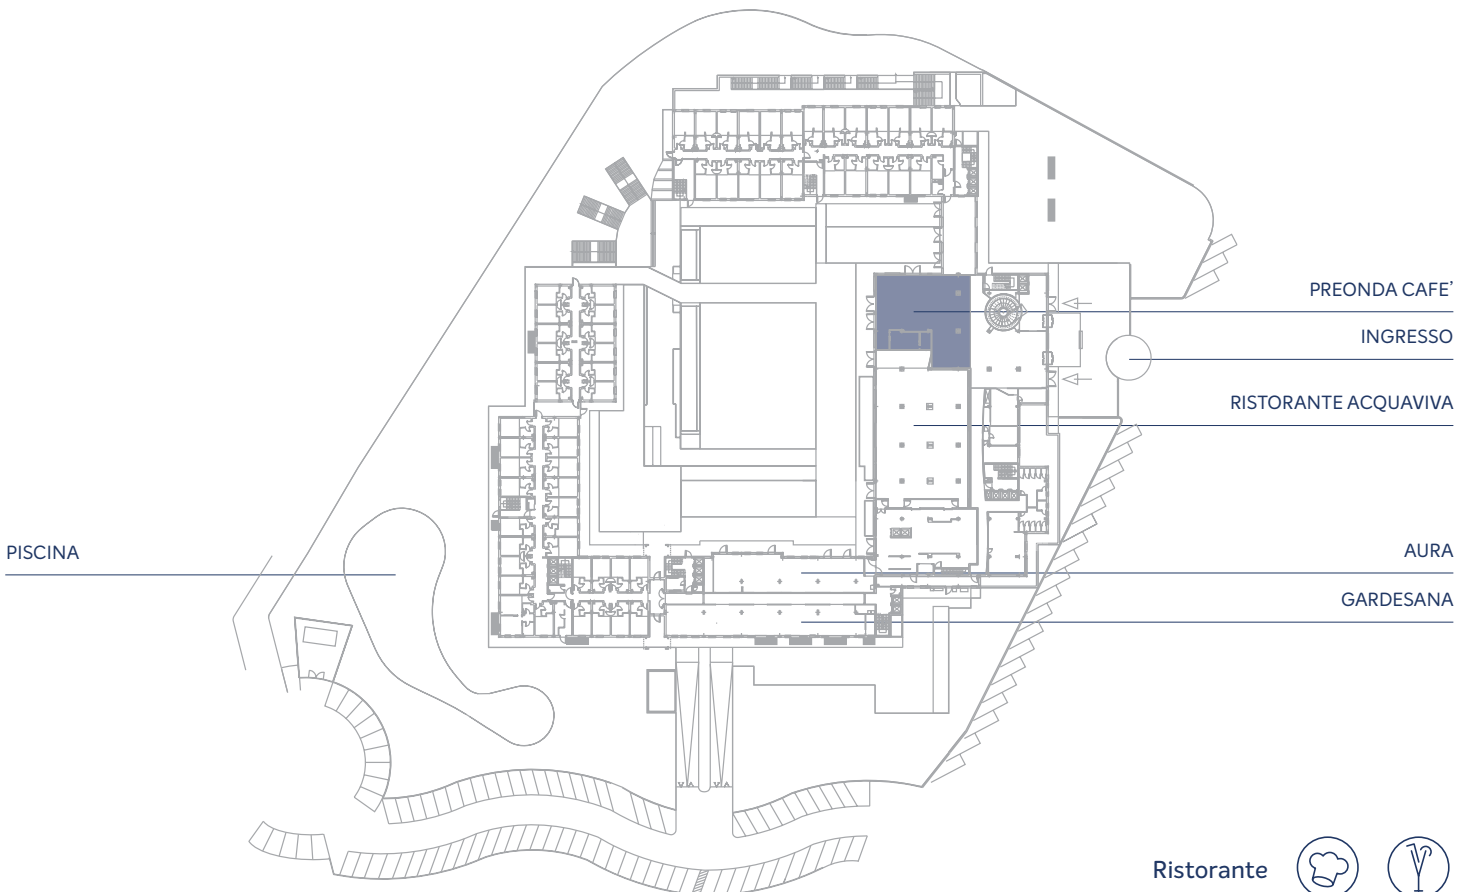 PREONDA CAFE’
INGRESSO
RISTORANTE ACQUAVIVA
PISCINA
AURA
GARDESANA
Ristorante